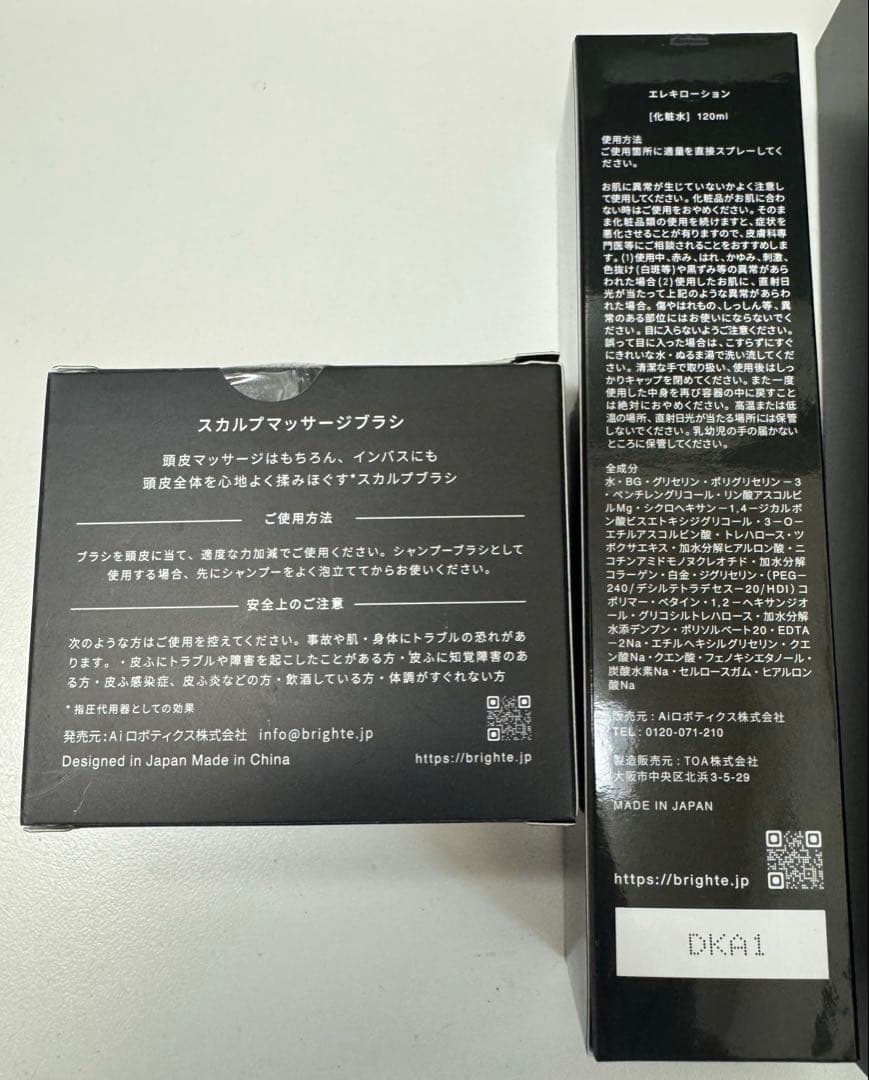 スカルプマッサージブラシ
頭皮マッサージはもちろん、インバスにも
頭皮全体を心地よく揉みほぐす*スカルプブラシ
ご使用方法
ブラシを頭皮に当て、適度な力加減でご使用ください。シャンプーブラシとして
使用する場合、先にシャンプーをよく泡立ててからお使いください。
安全上のご注意
次のような方はご使用を控えてください。事故や肌・身体にトラブルの恐れがあ
ります。・皮ふにトラブルや障害を起こしたことがある方・皮ふに知覚障害のあ
る方・皮ふ感染症、皮ふ炎などの方・飲酒している方・体調がすぐれない方
*指圧代用器としての効果
発売元:Aiロボティクス株式会社 info@brighte.jp
Designed in Japan Made in China
https://brighte.jp
エレキローション
[化粧水] 120ml
使用方法
ご使用箇所に適量を直接スプレーしてく
ださい。
お肌に異常が生じていないかよく注意し
て使用してください。化粧品がお肌に合わ
ない時はご使用をおやめください。そのま
ま化粧品類の使用を続けますと、症状を
悪化させることが有りますので、皮膚科専
門医等にご相談されることをおすすめしま
す。(1)使用中、赤み、はれ、かゆみ、刺激、
色抜け(白斑等)や黒ずみ等の異常があら
われた場合(2)使用したお肌に、直射日
光が当たって上記のような異常があらわ
れた場合。傷やはれもの、しっしん等、異
常のある部位にはお使いにならないでく
ださい。目に入らないようご注意ください。
誤って目に入った場合は、こすらずにすぐ
にきれいな水・ぬるま湯で洗い流してくだ
さい。清潔な手で取り扱い、使用後はしっ
かりキャップを閉めてください。また一度
使用した中身を再び容器の中に戻すこと
は絶対におやめください。高温または低
温の場所、直射日光が当たる場所には保管
しないでください。乳幼児の手の届かない
ところに保管してください。
全成分
水・BG・グリセリン・ポリグリセリン-3
・ペンチレングリコール・リン酸アスコルビ
ルMg・シクロヘキサン-1,4-ジカルボ
ン酸ビスエトキシジグリコール・3-O-
エチルアスコルビン酸・トレハロース・ツ
ボクサエキス・加水分解ヒアルロン酸・ニ
コチンアミドモノヌクレオチド・加水分解
コラーゲン・白金・ジグリセリン・(PEG-
240/デシルテトラデセス-20/HDI)コ
ポリマー・ベタイン・1,2-ヘキサンジオ
ール・グリコシルトレハロース・加水分解
水添デンプン・ポリソルベート20・EDTA
-2Na・エチルヘキシルグリセリン・クエ
ン酸Na・クエン酸・フェノキシエタノール・
炭酸水素Na・セルロースガム・ヒアルロン
酸Na
販売元:Aiロボティクス株式会社
TEL:0120-071-210
製造販売元:TOA株式会社
大阪市中央区北浜3-5-29
MADE IN JAPAN
https://brighte.jp
DKA1